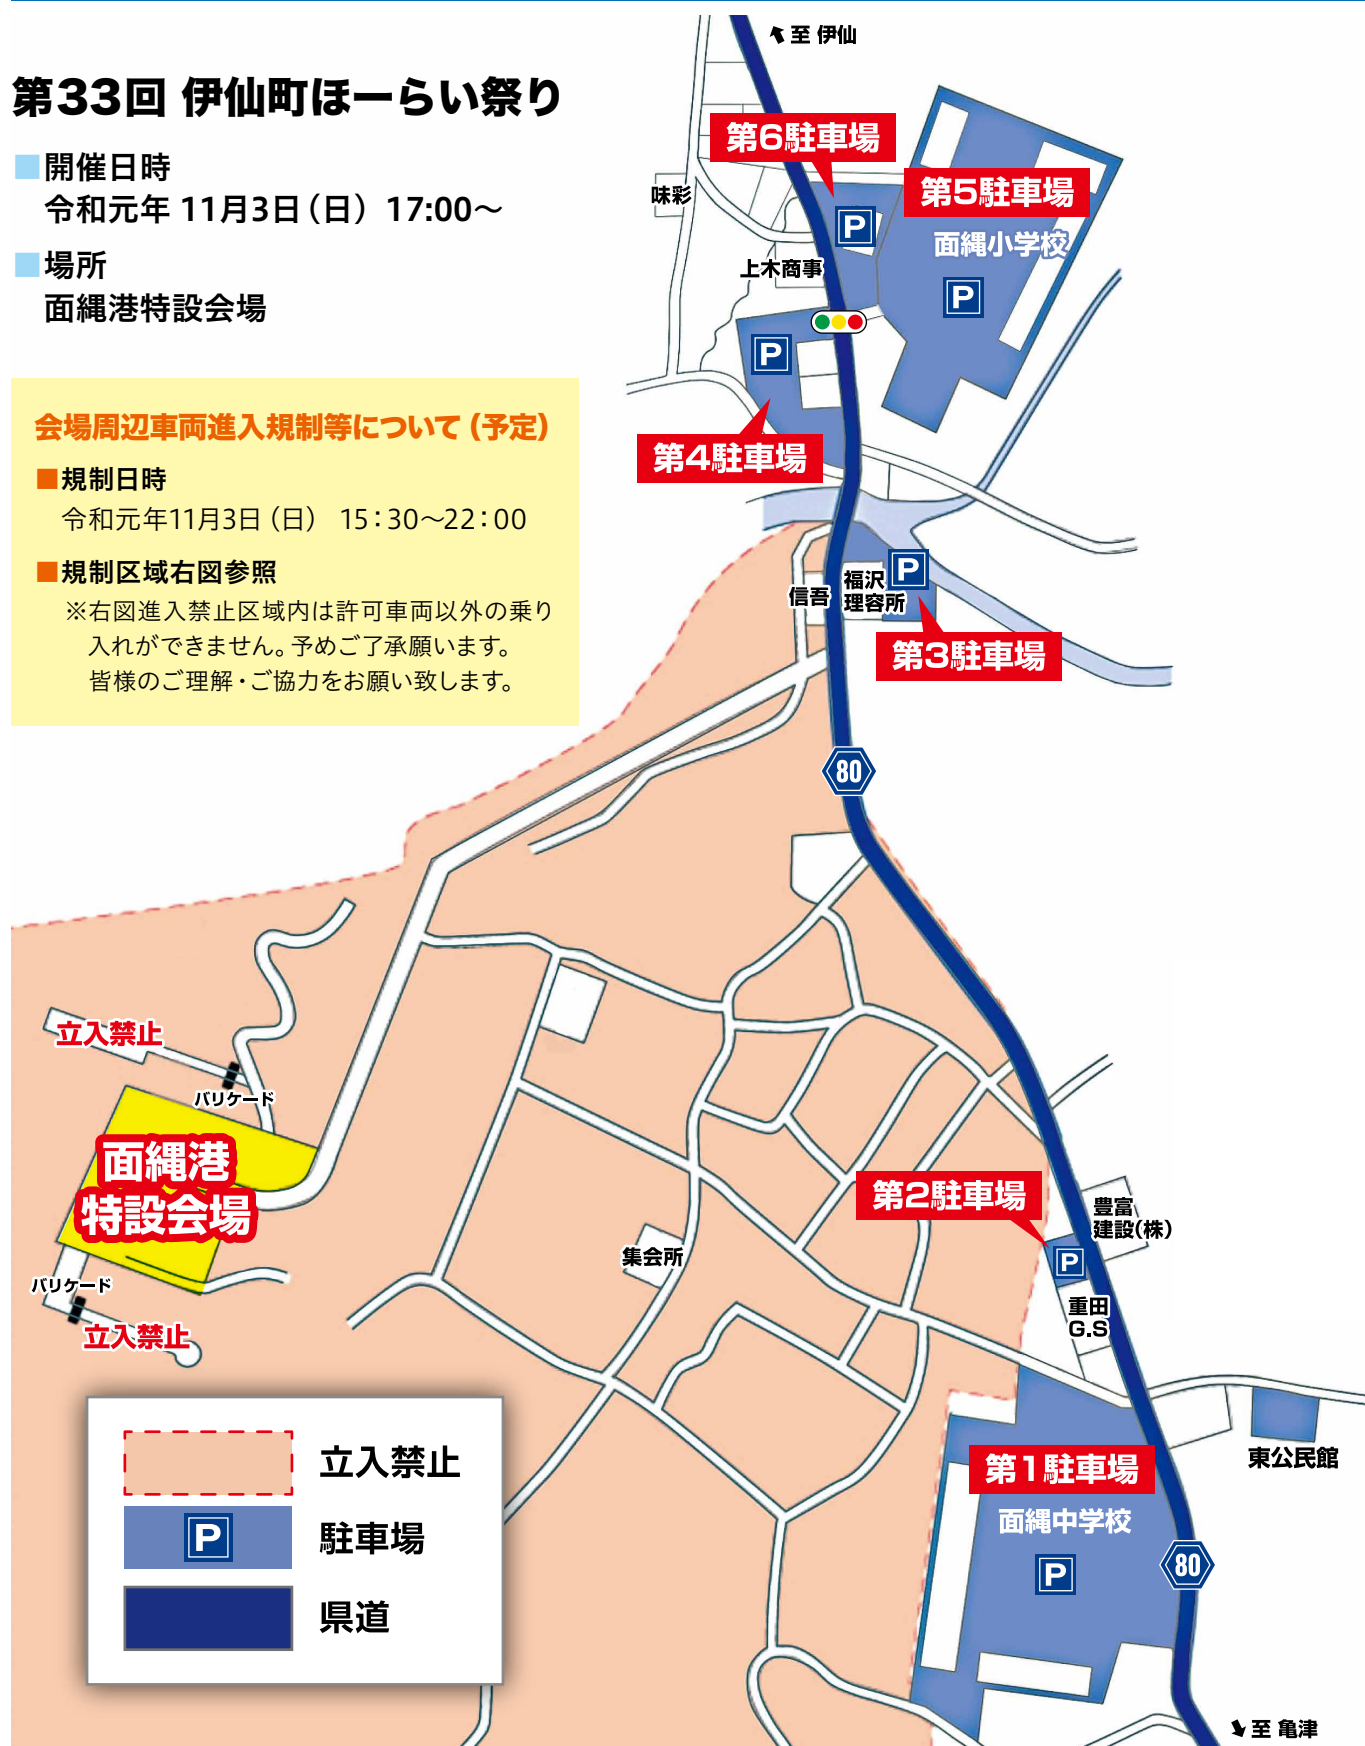 第33回 伊仙町ほーらい祭り
■開催日時
令和元年 11月3日（日） 17:00～
■場所
面縄港特設会場
会場周辺車両進入規制等について（予定）
■規制日時
令和元年11月3日（日） 15：30～22：00
■規制区域右図参照
※右図進入禁止区域内は許可車両以外の乗り
入れができません。予めご了承願います。
皆様のご理解・ご協力をお願い致します。
至 伊仙
第6駐車場
P
第5駐車場
面縄小学校
P
味彩
上木商事
P
第4駐車場
信吾
福沢
理容所
P
第3駐車場
80
立入禁止
バリケード
面縄港
特設会場
バリケード
立入禁止
集会所
第2駐車場
P
豊富
建設(株)
重田
G.S
第1駐車場
面縄中学校
P
東公民館
80
至 亀津
立入禁止
P
駐車場
県道